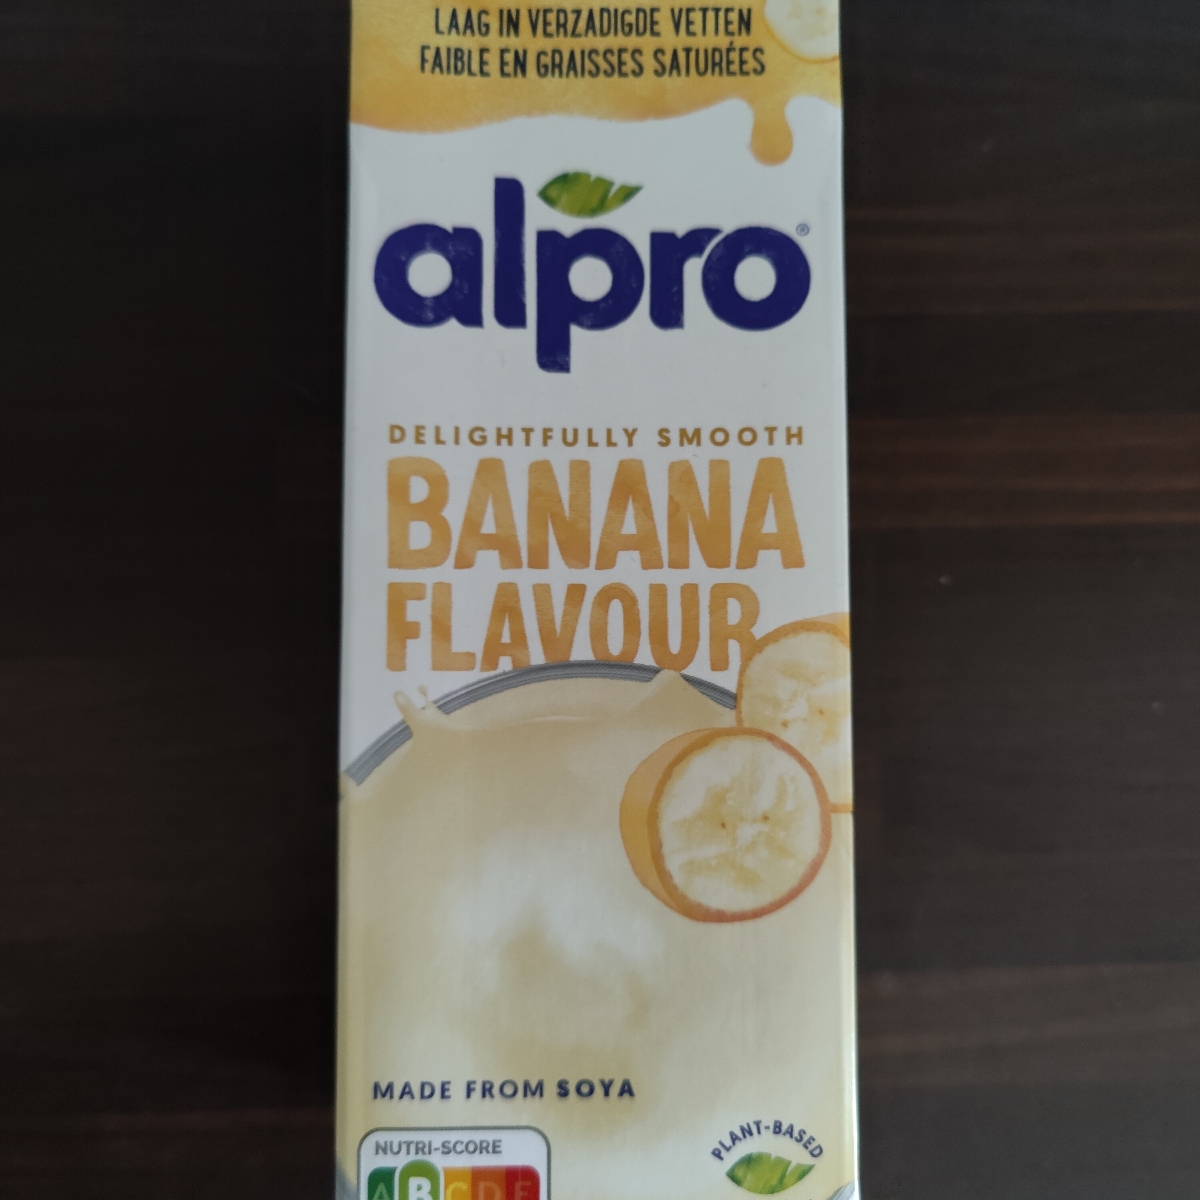 LAAG IN VERZADIGDE VETTEN
FAIBLE EN GRAISSES SATURÉES
alpro®
DELIGHTFULLY SMOOTH
BANANA
FLAVOUR
MADE FROM SOYA
NUTRI-SCORE
A B C D E
PLANT-BASED